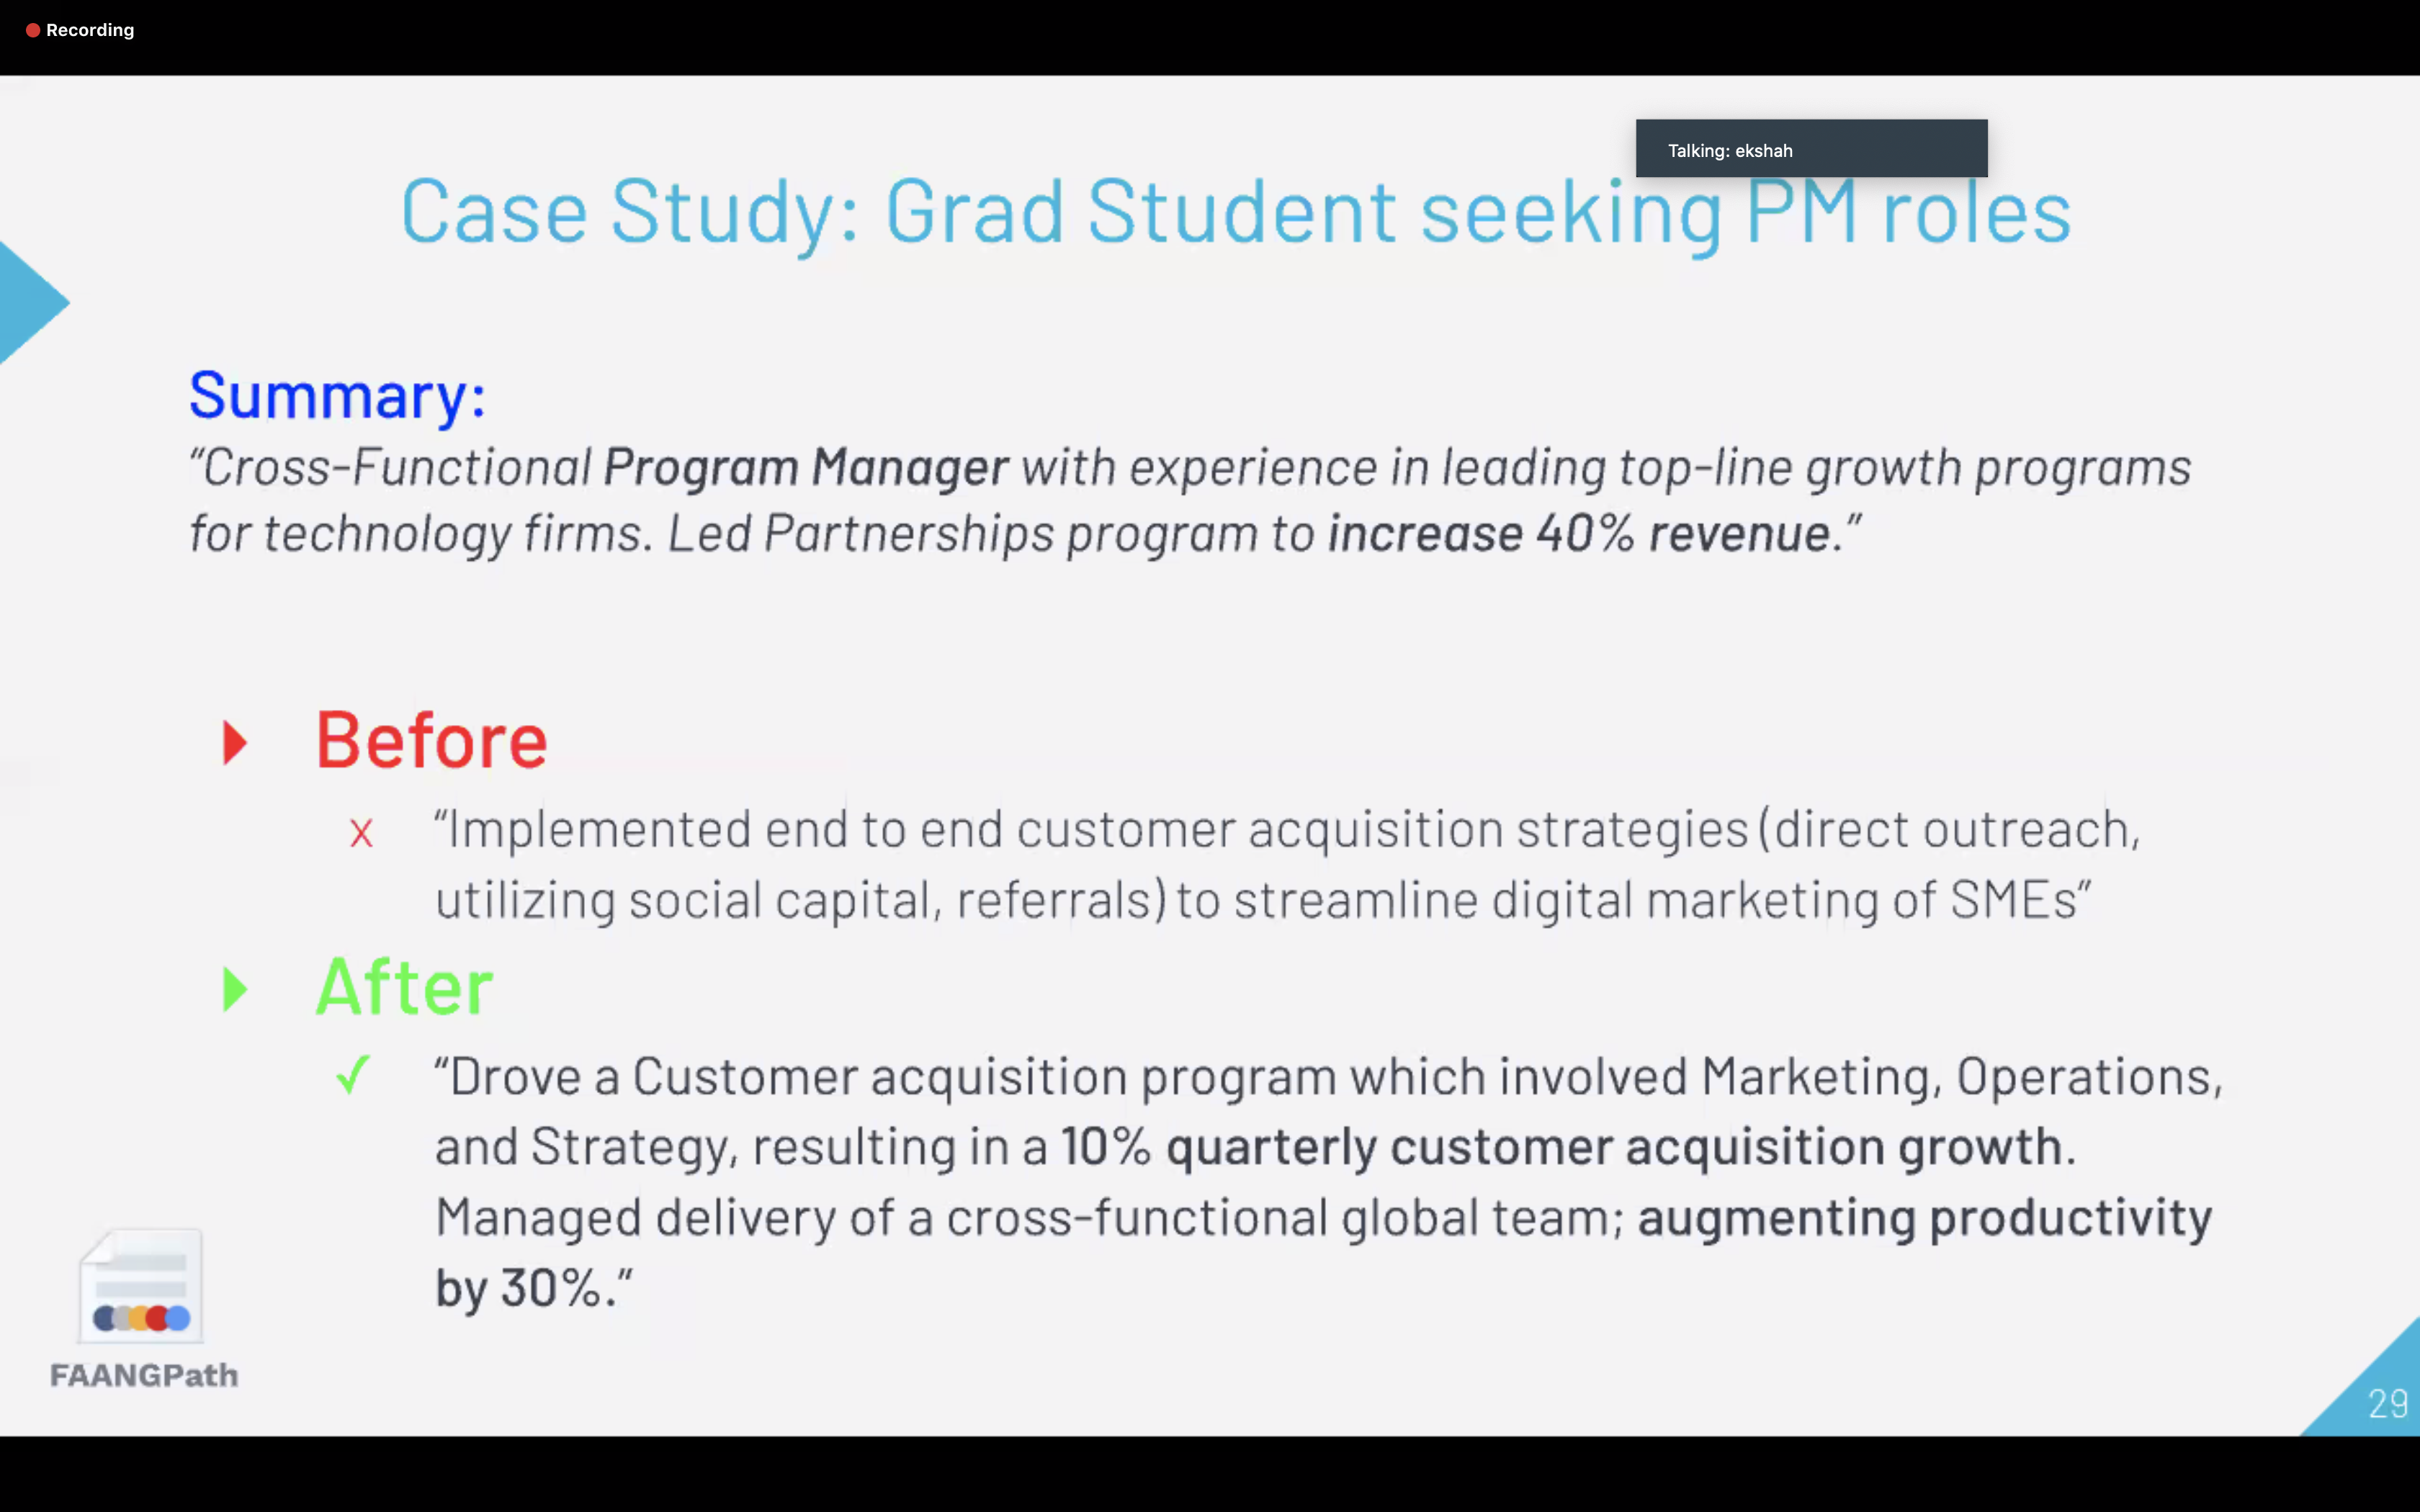 Recording
Talking: ekshah
Case Study: Grad Student seeking PM roles
Summary:
“Cross-Functional Program Manager with experience in leading top-line growth programs
for technology firms. Led Partnerships program to increase 40% revenue.”
Before
x “Implemented end to end customer acquisition strategies (direct outreach,
utilizing social capital, referrals) to streamline digital marketing of SMEs”
After
✓ “Drove a Customer acquisition program which involved Marketing, Operations,
and Strategy, resulting in a 10% quarterly customer acquisition growth.
Managed delivery of a cross-functional global team; augmenting productivity
by 30%.”
FAANGPath
29